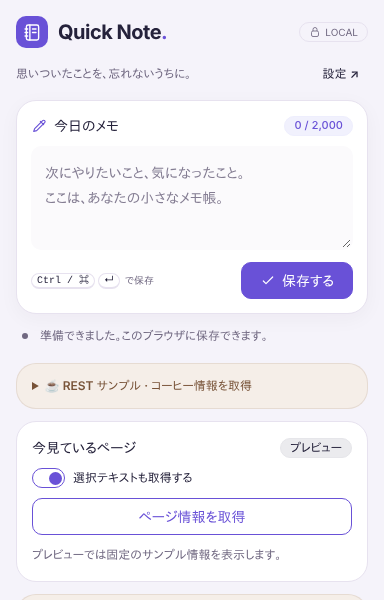 Quick Note.
LOCAL
思いついたことを、忘れないうちに。
設定 ↗
今日のメモ
0 / 2,000
次にやりたいこと、気になったこと。
ここは、あなたの小さなメモ帳。
Ctrl / ⌘ ↵ で保存
保存する
準備できました。このブラウザに保存できます。
▶ ☕ REST サンプル · コーヒー情報を取得
今見ているページ
プレビュー
選択テキストも取得する
ページ情報を取得
プレビューでは固定のサンプル情報を表示します。